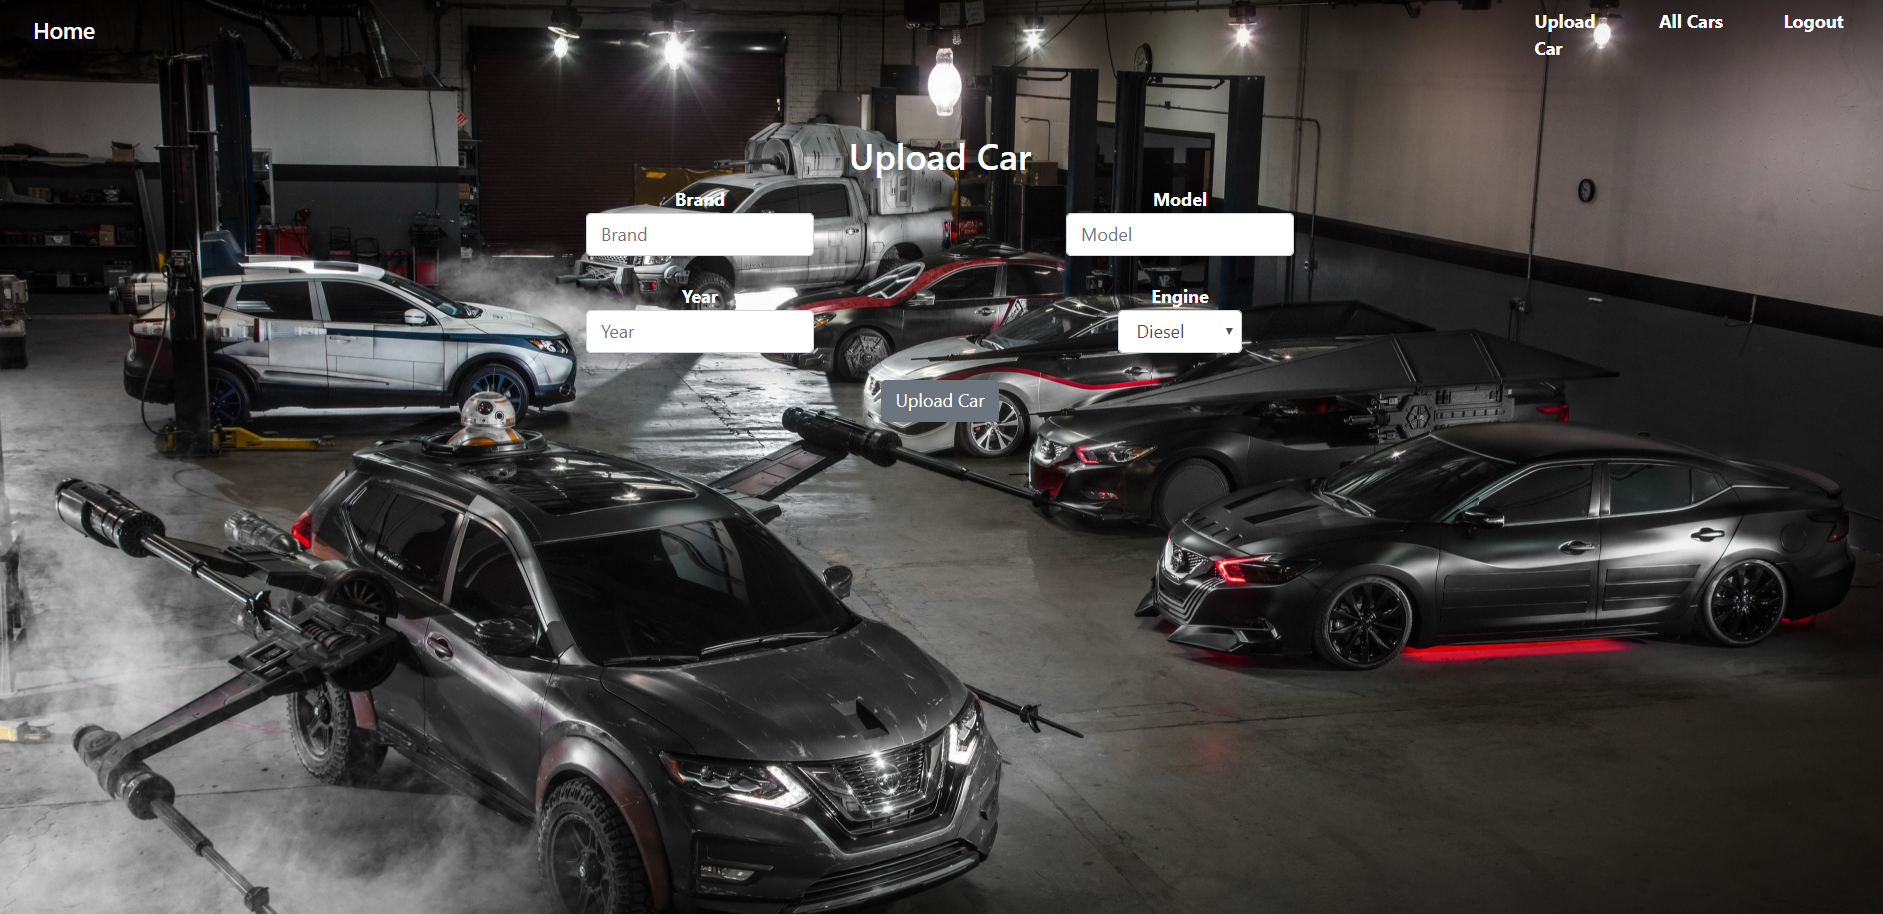 Home
Upload
Car
All Cars
Logout
Upload Car
Brand
Model
Brand
Model
Year
Engine
Year
Diesel
Upload Car